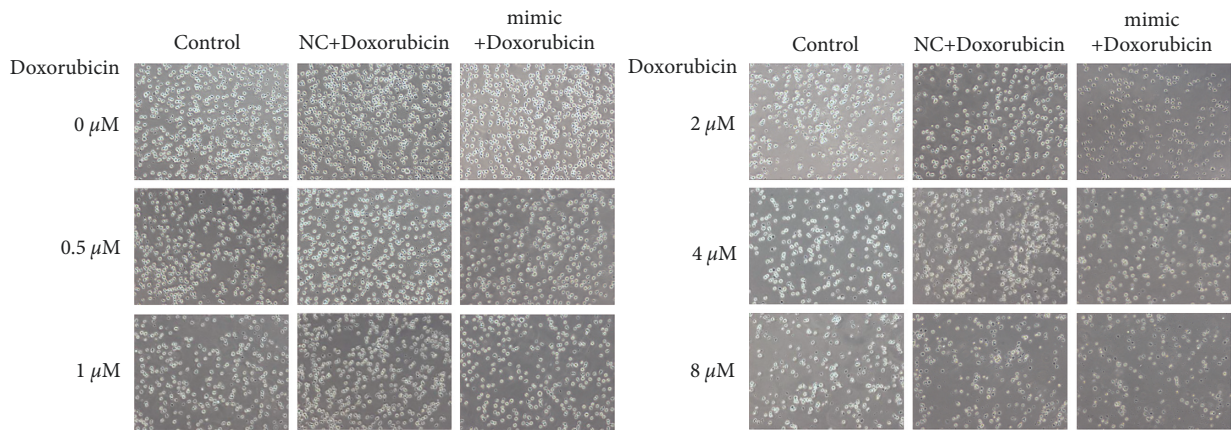 Doxorubicin
Control
NC+Doxorubicin
mimic
+Doxorubicin
0 μM
0.5 μM
1 μM
Doxorubicin
Control
NC+Doxorubicin
mimic
+Doxorubicin
2 μM
4 μM
8 μM